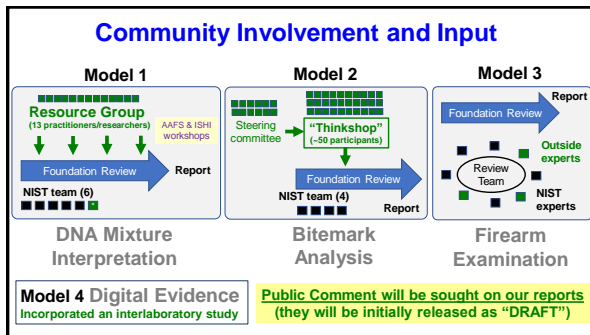 Community Involvement and Input
Model 1
Resource Group
(13 practitioners/researchers)
AAFS & ISHI
workshops
Foundation Review
Report
NIST team (6)
*
DNA Mixture
Interpretation
Model 2
Steering
committee
“Thinkshop”
(~50 participants)
Foundation Review
NIST team (4)
Report
Bitemark
Analysis
Model 3
Report
Foundation Review
Outside
experts
Review
Team
NIST
experts
Firearm
Examination
Model 4 Digital Evidence
Incorporated an interlaboratory study
Public Comment will be sought on our reports
(they will be initially released as “DRAFT”)